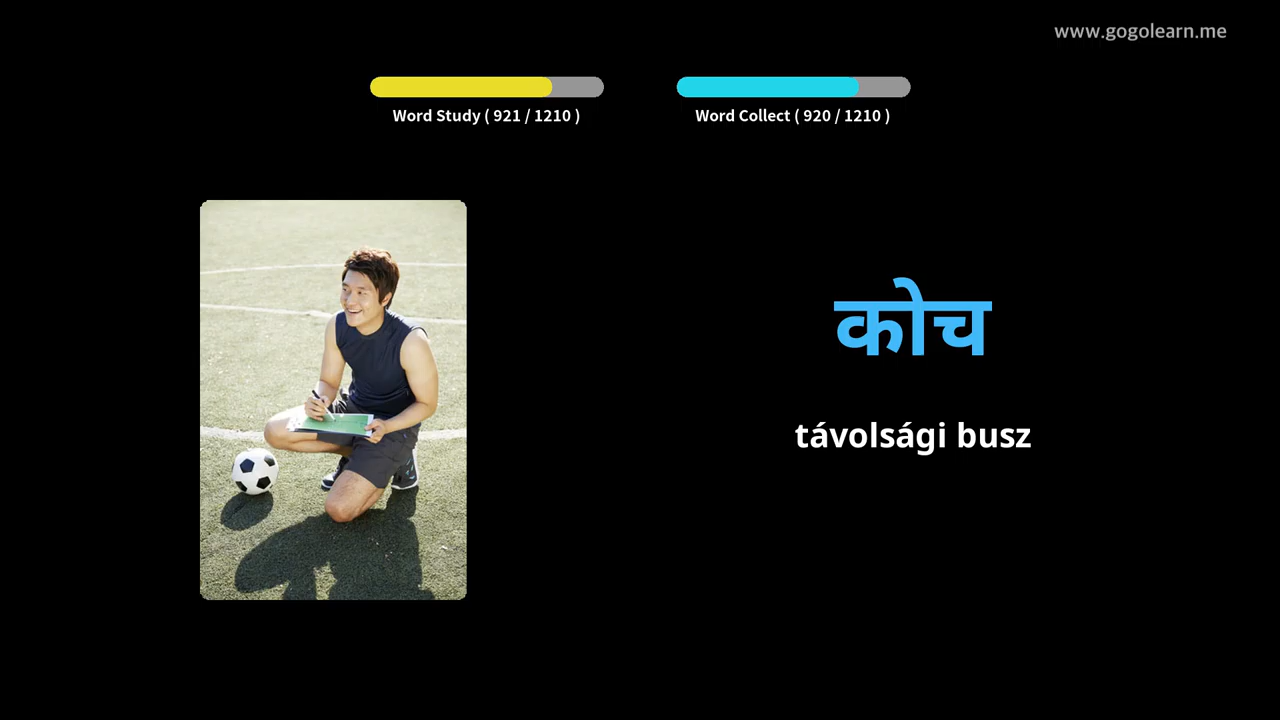 www.gogolearn.me
Word Study ( 921 / 1210 )
Word Collect ( 920 / 1210 )
कोच
távolsági busz